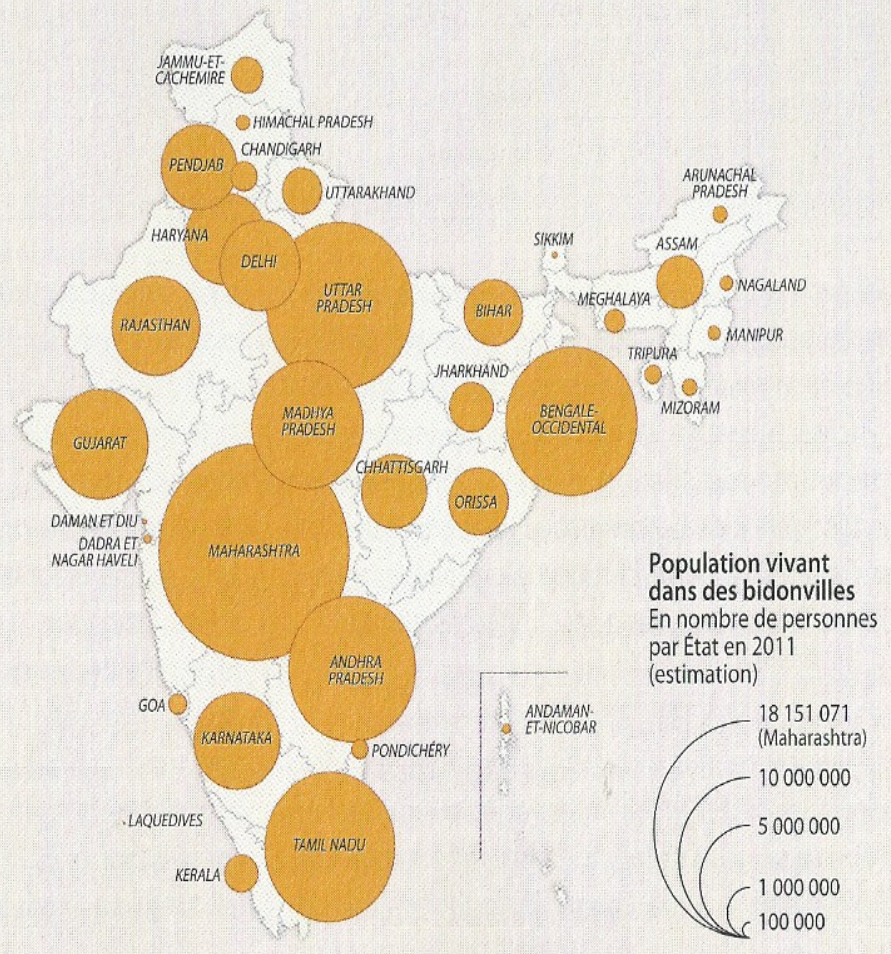 JAMMU-ET-
CACHEMIRE
HIMACHAL PRADESH
CHANDIGARH
PENDJAB
UTTARAKHAND
ARUNACHAL
PRADESH
HARYANA
SIKKIM
ASSAM
DELHI
UTTAR
PRADESH
NAGALAND
MEGHALAYA
RAJASTHAN
BIHAR
MANIPUR
TRIPURA
JHARKHAND
MIZORAM
MADHYA
PRADESH
BENGALE-
OCCIDENTAL
GUJARAT
CHHATTISGARH
ORISSA
DAMAN ET DIU
DADRA ET
NAGAR HAVELI
MAHARASHTRA
ANDHRA
PRADESH
GOA
KARNATAKA
PONDICHÉRY
ANDAMAN-
ET-NICOBAR
LAQUEDIVES
TAMIL NADU
KERALA
Population vivant
dans des bidonvilles
En nombre de personnes
par État en 2011
(estimation)
18 151 071
(Maharashtra)
10 000 000
5 000 000
1 000 000
100 000